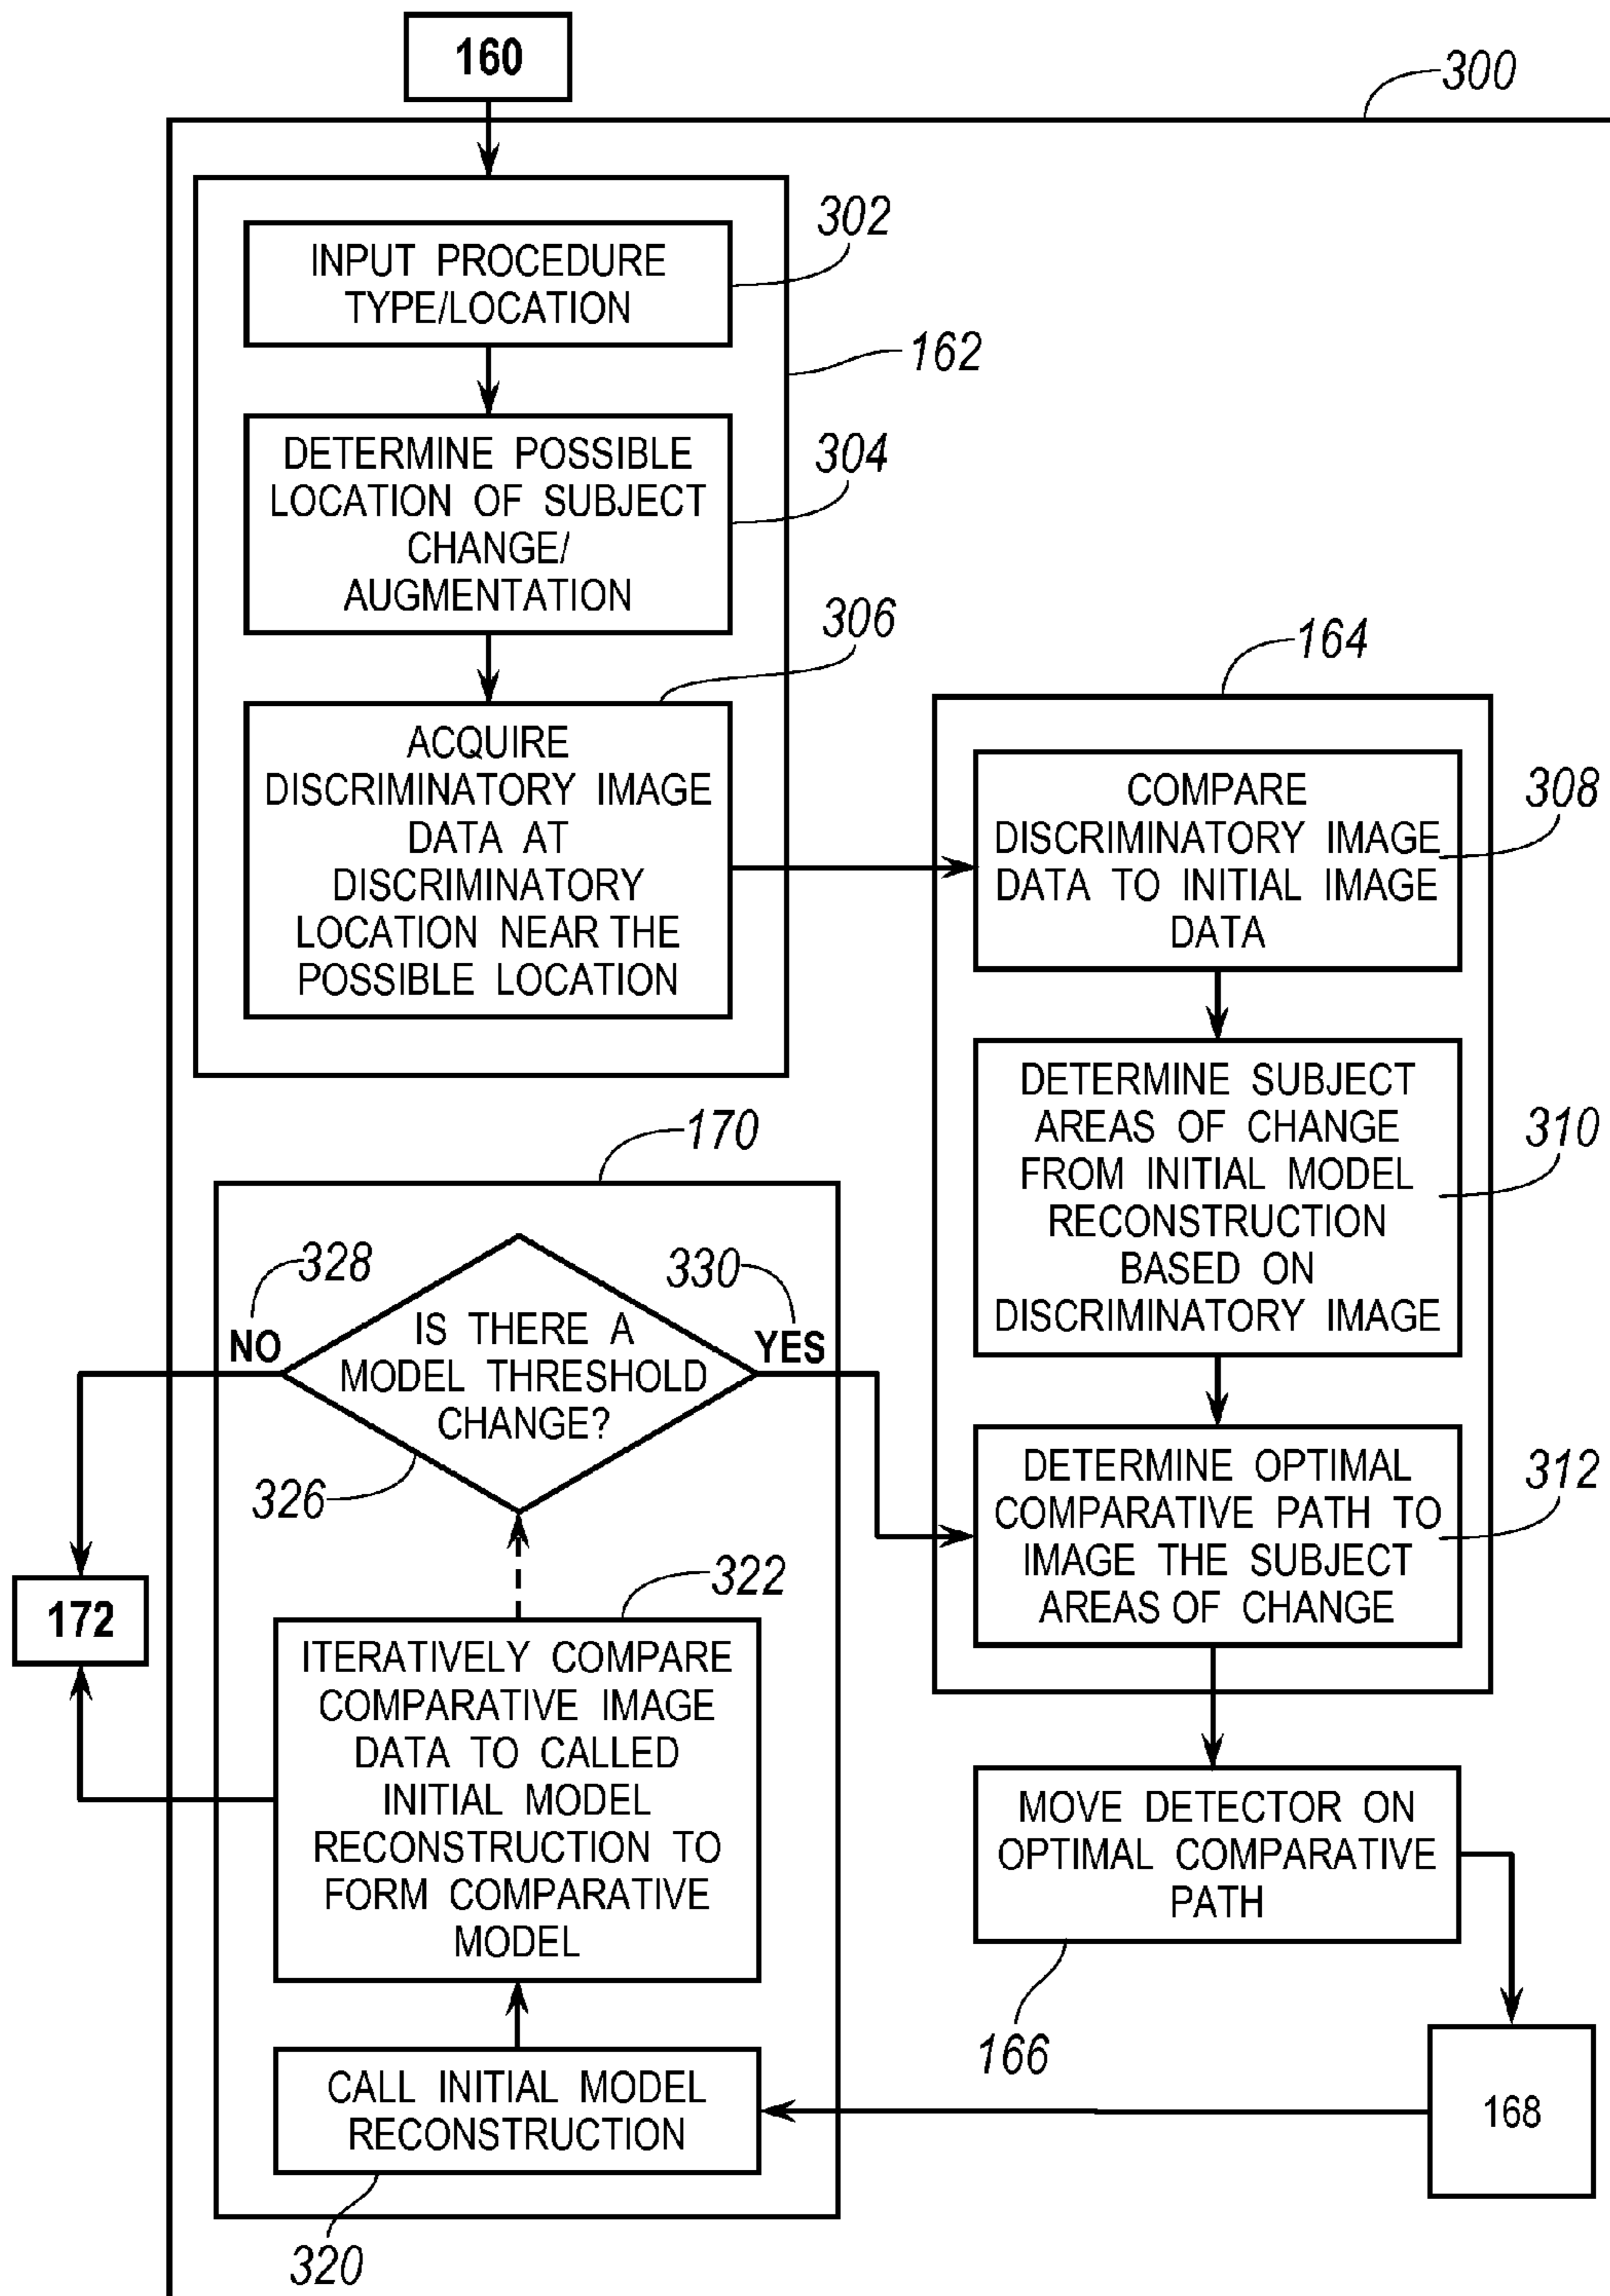 160
300
INPUT PROCEDURE
TYPE/LOCATION
302
162
DETERMINE POSSIBLE
LOCATION OF SUBJECT
CHANGE/
AUGMENTATION
304
306
ACQUIRE
DISCRIMINATORY IMAGE
DATA AT
DISCRIMINATORY
LOCATION NEAR THE
POSSIBLE LOCATION
164
COMPARE
DISCRIMINATORY IMAGE
DATA TO INITIAL IMAGE
DATA
308
DETERMINE SUBJECT
AREAS OF CHANGE
FROM INITIAL MODEL
RECONSTRUCTION
BASED ON
DISCRIMINATORY IMAGE
310
DETERMINE OPTIMAL
COMPARATIVE PATH TO
IMAGE THE SUBJECT
AREAS OF CHANGE
312
MOVE DETECTOR ON
OPTIMAL COMPARATIVE
PATH
166
168
170
328
330
NO
IS THERE A
MODEL THRESHOLD
CHANGE?
YES
326
322
172
ITERATIVELY COMPARE
COMPARATIVE IMAGE
DATA TO CALLED
INITIAL MODEL
RECONSTRUCTION TO
FORM COMPARATIVE
MODEL
CALL INITIAL MODEL
RECONSTRUCTION
320